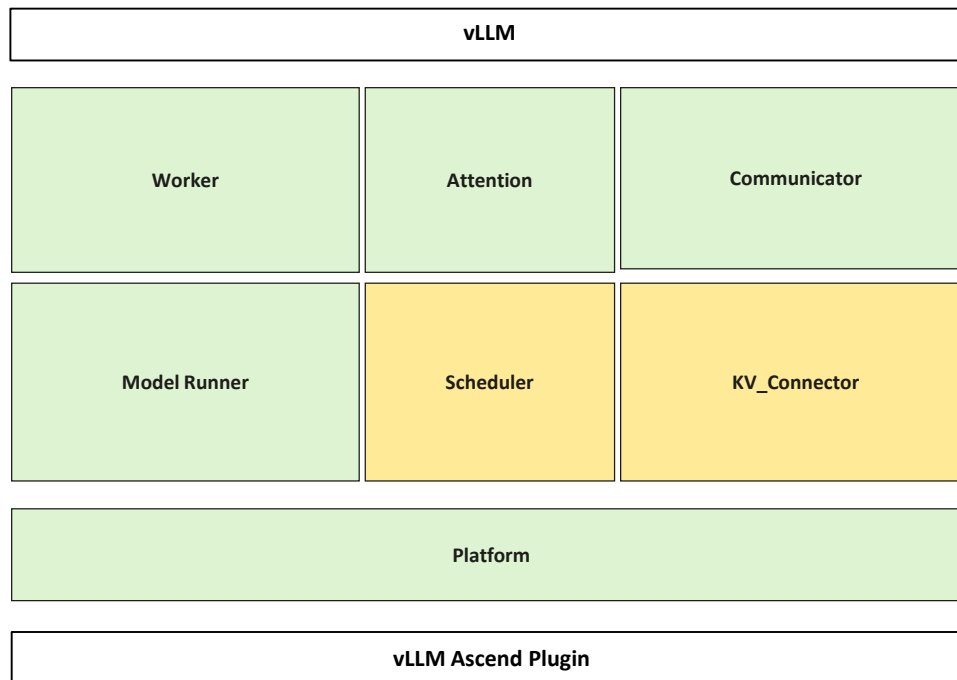 vLLM
Worker
Attention
Communicator
Model Runner
Scheduler
KV_Connector
Platform
vLLM Ascend Plugin